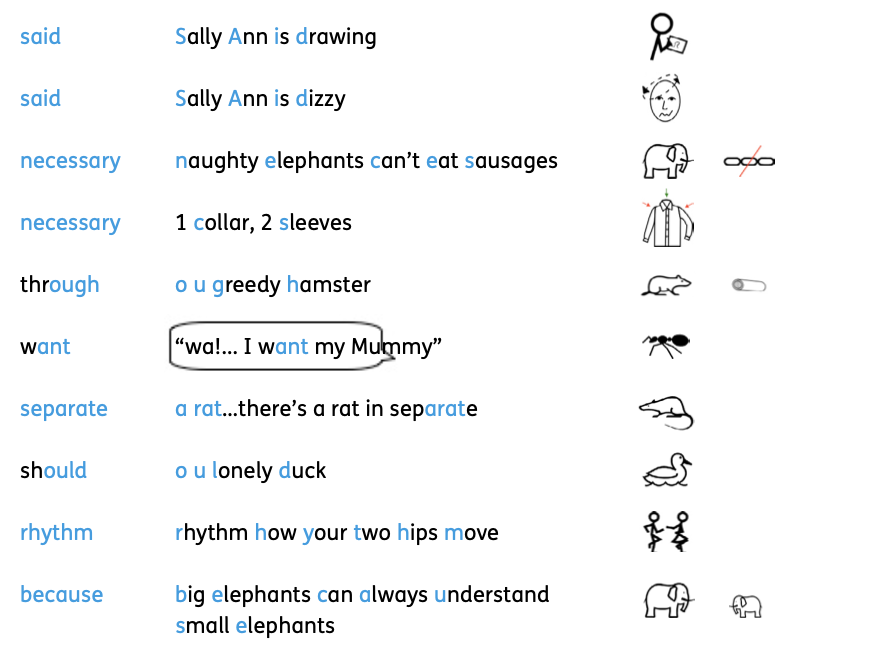 said Sally Ann is drawing
said Sally Ann is dizzy
necessary naughty elephants can’t eat sausages
necessary 1 collar, 2 sleeves
through o u greedy hamster
want “wa!... I want my Mummy”
separate a rat...there’s a rat in separate
should o u lonely duck
rhythm rhythm how your two hips move
because big elephants can always understand
small elephants